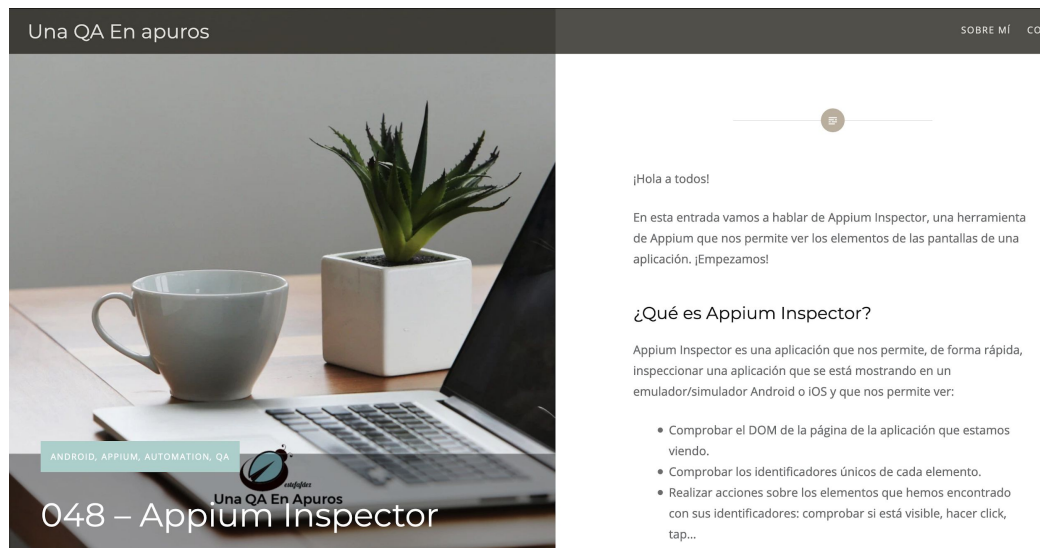 Una QA En apuros
SOBRE MÍ
¡Hola a todos!
En esta entrada vamos a hablar de Appium Inspector, una herramienta
de Appium que nos permite ver los elementos de las pantallas de una
aplicación. ¡Empezamos!
¿Qué es Appium Inspector?
Appium Inspector es una aplicación que nos permite, de forma rápida,
inspeccionar una aplicación que se está mostrando en un
emulador/simulador Android o iOS y que nos permite ver:
Comprobar el DOM de la página de la aplicación que estamos
viendo.
Comprobar los identificadores únicos de cada elemento.
Realizar acciones sobre los elementos que hemos encontrado
con sus identificadores: comprobar si está visible, hacer click,
tap...
ANDROID, APPIUM, AUTOMATION, QA
estefafdez
Una QA En Apuros
048 – Appium Inspector